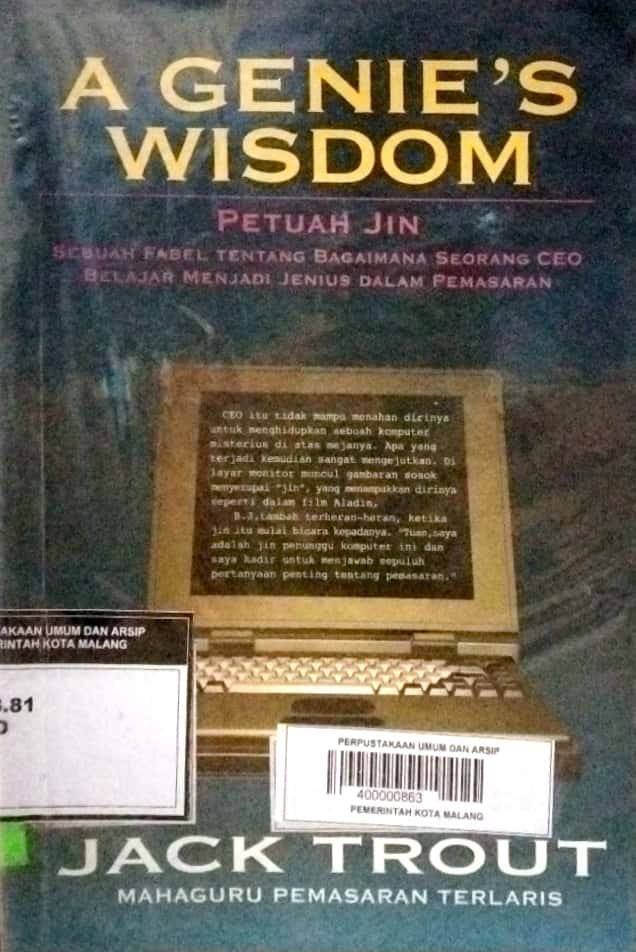 A GENIE'S
WISDOM
PETUAH JIN
SEBUAH FABEL TENTANG BAGAIMANA SEORANG CEO
BELAJAR MENJADI JENIUS DALAM PEMASARAN
CEO itu tidak mampu menahan dirinya
untuk menghidupkan sebuah komputer
misterius di atas mejanya. Apa yang
terjadi kemudian sangat mengejutkan. Di
layar monitor muncul gambaran sosok
menyerupai "jin", yang menampakkan dirinya
seperti dalam film Aladin.
B.J. tambah terheran-heran, ketika
jin itu mulai bicara kepadanya. "Tuan, saya
adalah jin penunggu komputer ini dan
saya hadir untuk menjawab sepuluh
pertanyaan penting tentang pemasaran."
AKAAN UMUM DAN ARSIP
RINTAH KOTA MALANG
.81
PERPUSTAKAAN UMUM DAN ARSIP
400000863
PEMERINTAH KOTA MALANG
JACK TROUT
MAHAGURU PEMASARAN TERLARIS